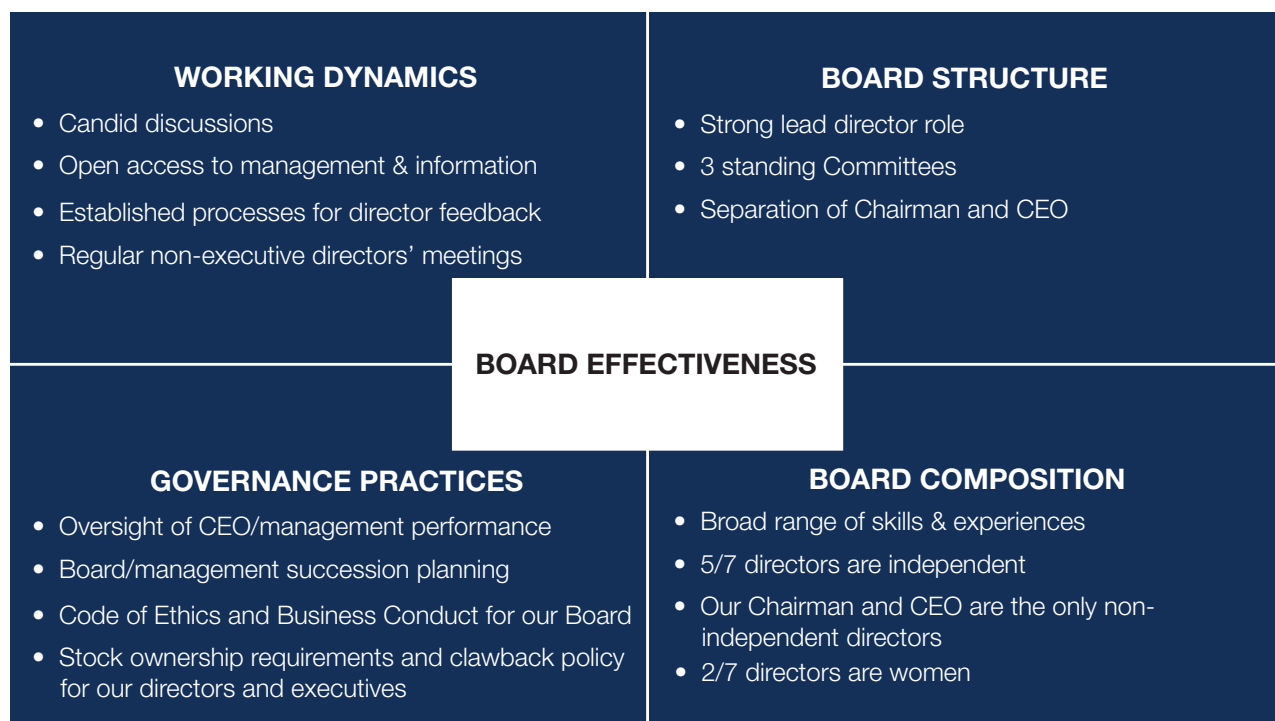 WORKING DYNAMICS
• Candid discussions
• Open access to management & information
• Established processes for director feedback
• Regular non-executive directors’ meetings
BOARD STRUCTURE
• Strong lead director role
• 3 standing Committees
• Separation of Chairman and CEO
BOARD EFFECTIVENESS
GOVERNANCE PRACTICES
• Oversight of CEO/management performance
• Board/management succession planning
• Code of Ethics and Business Conduct for our Board
• Stock ownership requirements and clawback policy
for our directors and executives
BOARD COMPOSITION
• Broad range of skills & experiences
• 5/7 directors are independent
• Our Chairman and CEO are the only non-
independent directors
• 2/7 directors are women